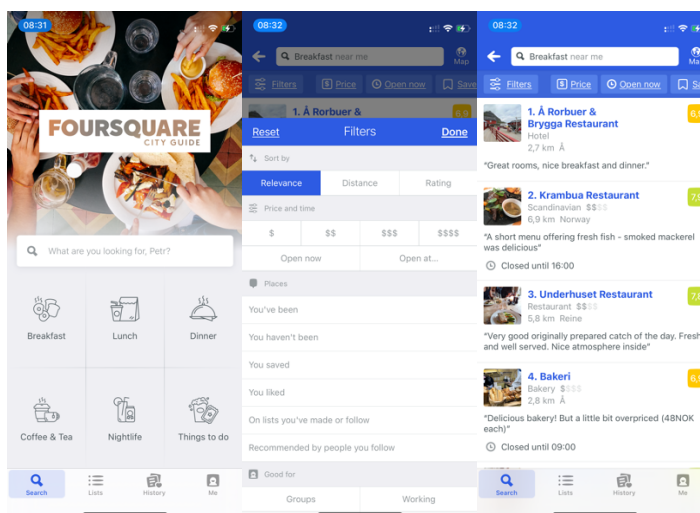 08:31
FOURSQUARE
CITY GUIDE
What are you looking for, Petr?
Breakfast
Lunch
Dinner
Coffee & Tea
Nightlife
Things to do
Search
Lists
History
Me
08:32
Breakfast near me
Map
Filters
Price
Open now
Save
1. Å Rorbuer &
6,9
Reset
Filters
Done
Sort by
Relevance
Distance
Rating
Price and time
$
$$
$$$
$$$$
Open now
Open at...
Places
You've been
You haven't been
You saved
You liked
On lists you've made or follow
Recommended by people you follow
Good for
Groups
Working
08:32
Breakfast near me
Ma
Filters
Price
Open now
1. Å Rorbuer &
Brygga Restaurant
Hotel
2,7 km Å
6,
“Great rooms, nice breakfast and dinner.”
2. Krambua Restaurant
Scandinavian $$$$
6,9 km Norway
7,
“A short menu offering fresh fish - smoked mackerel
was delicious”
Closed until 16:00
3. Underhuset Restaurant
Restaurant $$$$
5,8 km Reine
7,
“Very good originally prepared catch of the day. Fresh
and well served. Nice atmosphere inside”
4. Bakeri
Bakery $$$$
2,8 km Å
6,
“Delicious bakery! But a little bit overpriced (48NOK
each)”
Closed until 09:00
Search
Lists
History
Me